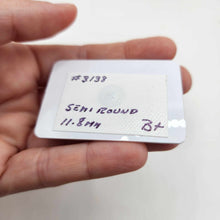 #3133
SEMI ROUND
11.8MM B+